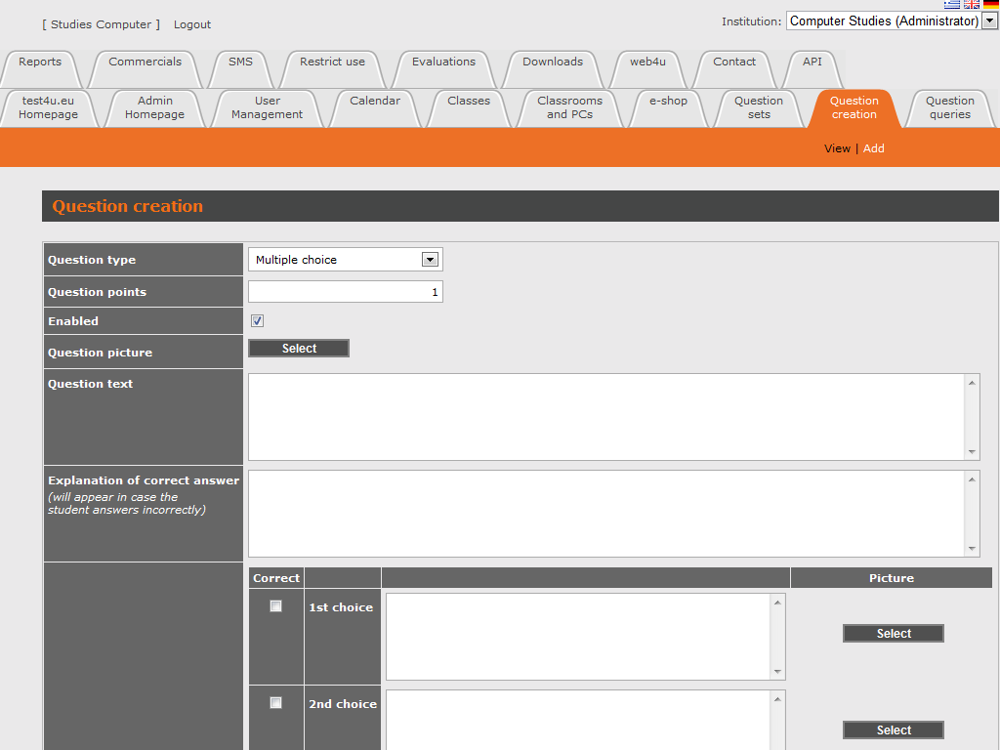 [ Studies Computer ] Logout
Institution: Computer Studies (Administrator)
Reports
Commercials
SMS
Restrict use
Evaluations
Downloads
web4u
Contact
API
test4u.eu
Homepage
Admin
Homepage
User
Management
Calendar
Classes
Classrooms
and PCs
e-shop
Question
sets
Question
creation
Question
queries
View | Add
Question creation
Question type
Multiple choice
Question points
1
Enabled
Question picture
Select
Question text
Explanation of correct answer
(will appear in case the
student answers incorrectly)
Correct
Picture
1st choice
Select
2nd choice
Select